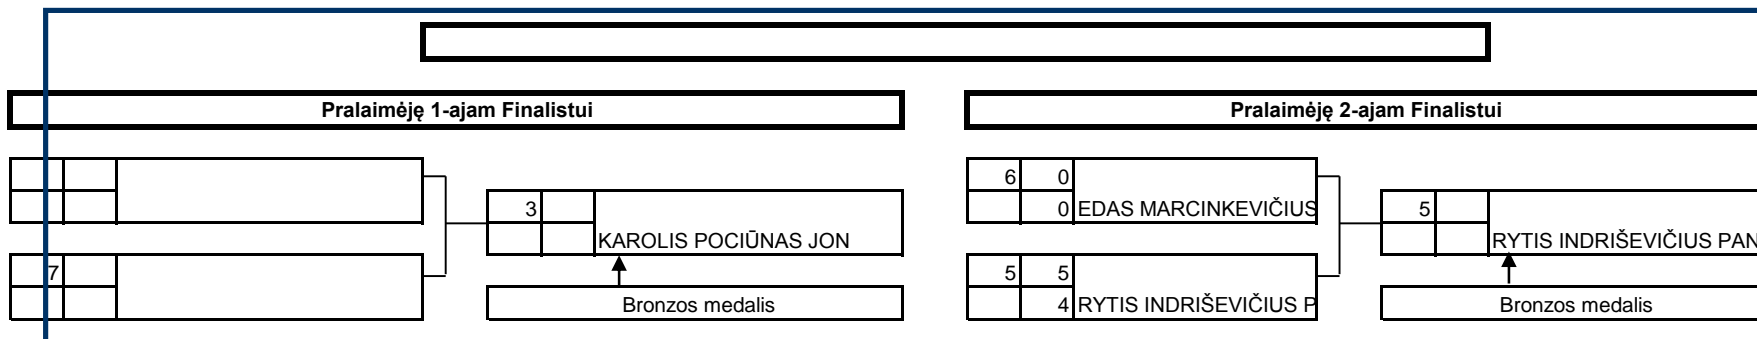 Pralaimėję 1-ajam Finalistui
3
KAROLIS POCIŪNAS JON
7
Bronzos medalis
Pralaimėję 2-ajam Finalistui
6 0
0 EDAS MARCINKEVIČIUS
5
RYTIS INDRIŠEVIČIUS PAN
5 5
4 RYTIS INDRIŠEVIČIUS P
Bronzos medalis